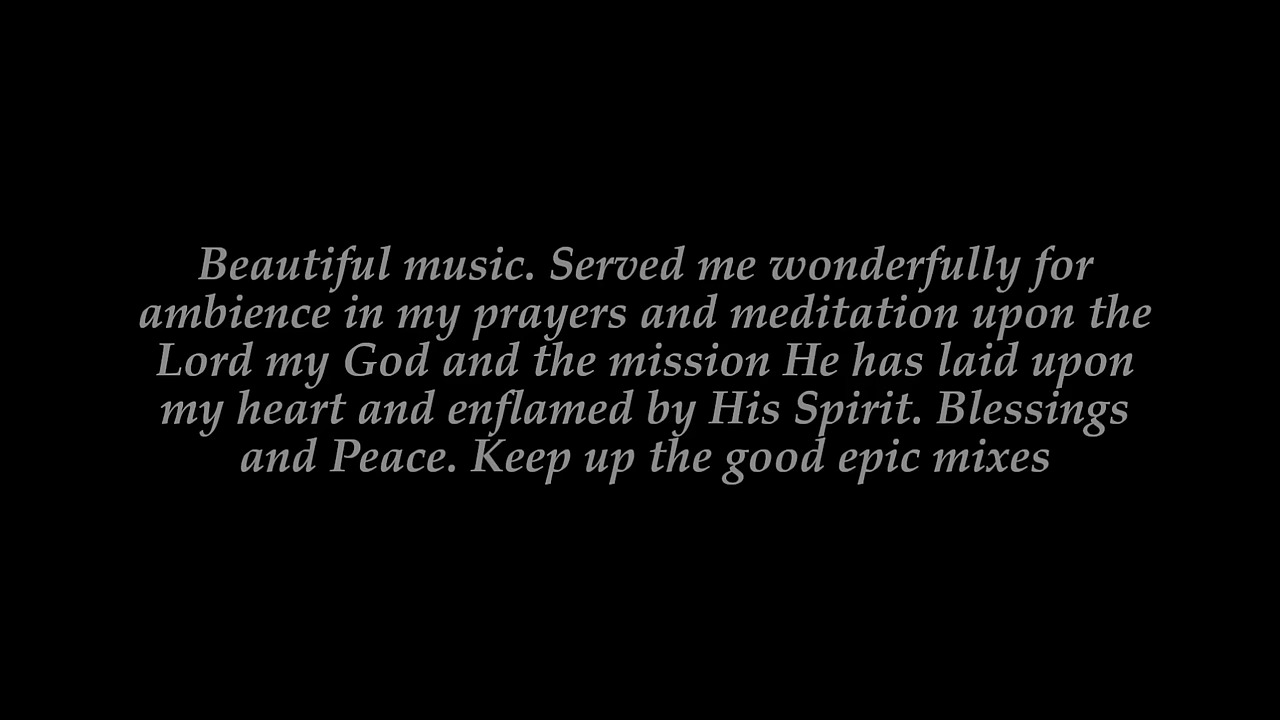 Beautiful music. Served me wonderfully for
ambience in my prayers and meditation upon the
Lord my God and the mission He has laid upon
my heart and enflamed by His Spirit. Blessings
and Peace. Keep up the good epic mixes